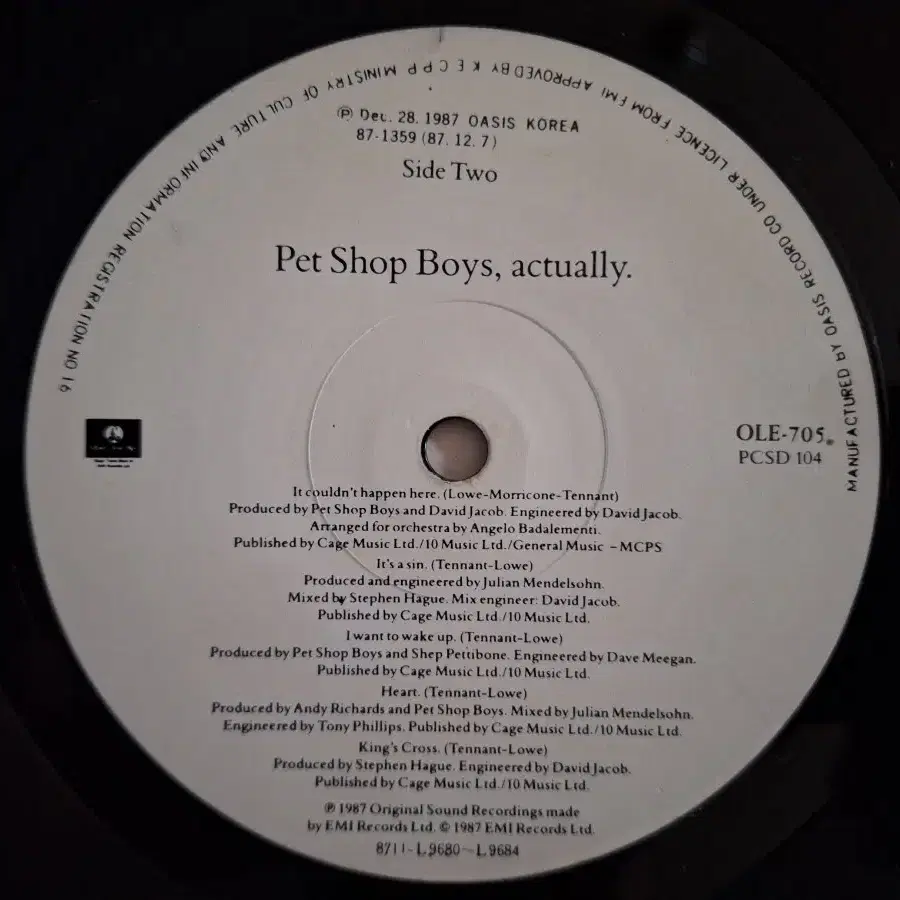 MANUFACTURED BY OASIS RECORD CO UNDER LICENCE FROM EMI APPROVED BY K E C P P MINISTRY OF CULTURE AND INFORMATION REGISTRATION NO 16
℗ Dec. 28. 1987 OASIS KOREA
87-1359 (87. 12. 7)
Side Two
Pet Shop Boys, actually.
OLE-705
PCSD 104
It couldn't happen here. (Lowe-Morricone-Tennant)
Produced by Pet Shop Boys and David Jacob. Engineered by David Jacob.
Arranged for orchestra by Angelo Badalementi.
Published by Cage Music Ltd./10 Music Ltd./General Music – MCPS
It's a sin. (Tennant-Lowe)
Produced and engineered by Julian Mendelsohn.
Mixed by Stephen Hague. Mix engineer: David Jacob.
Published by Cage Music Ltd./10 Music Ltd.
I want to wake up. (Tennant-Lowe)
Produced by Pet Shop Boys and Shep Pettibone. Engineered by Dave Meegan.
Published by Cage Music Ltd./10 Music Ltd.
Heart. (Tennant-Lowe)
Produced by Andy Richards and Pet Shop Boys. Mixed by Julian Mendelsohn.
Engineered by Tony Phillips. Published by Cage Music Ltd./10 Music Ltd.
King's Cross. (Tennant-Lowe)
Produced by Stephen Hague. Engineered by David Jacob.
Published by Cage Music Ltd./10 Music Ltd.
℗ 1987 Original Sound Recordings made
by EMI Records Ltd. © 1987 EMI Records Ltd.
8711-L9680~L9684